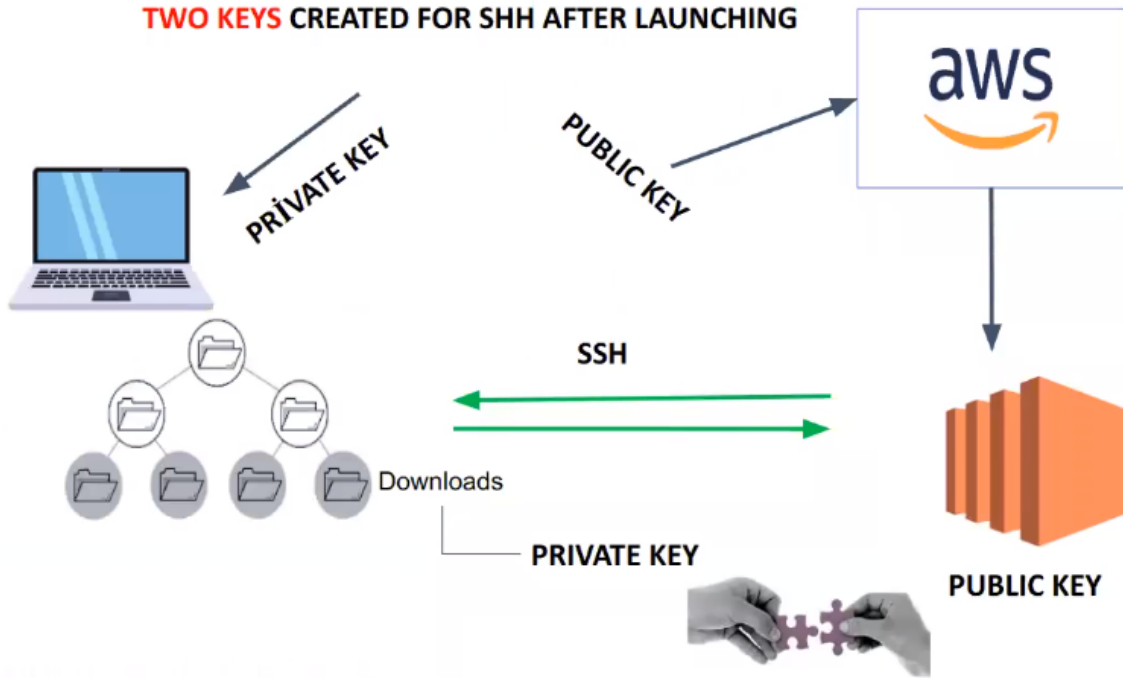 TWO KEYS CREATED FOR SHH AFTER LAUNCHING
aws
PRİVATE KEY
PUBLIC KEY
SSH
Downloads
PRIVATE KEY
PUBLIC KEY